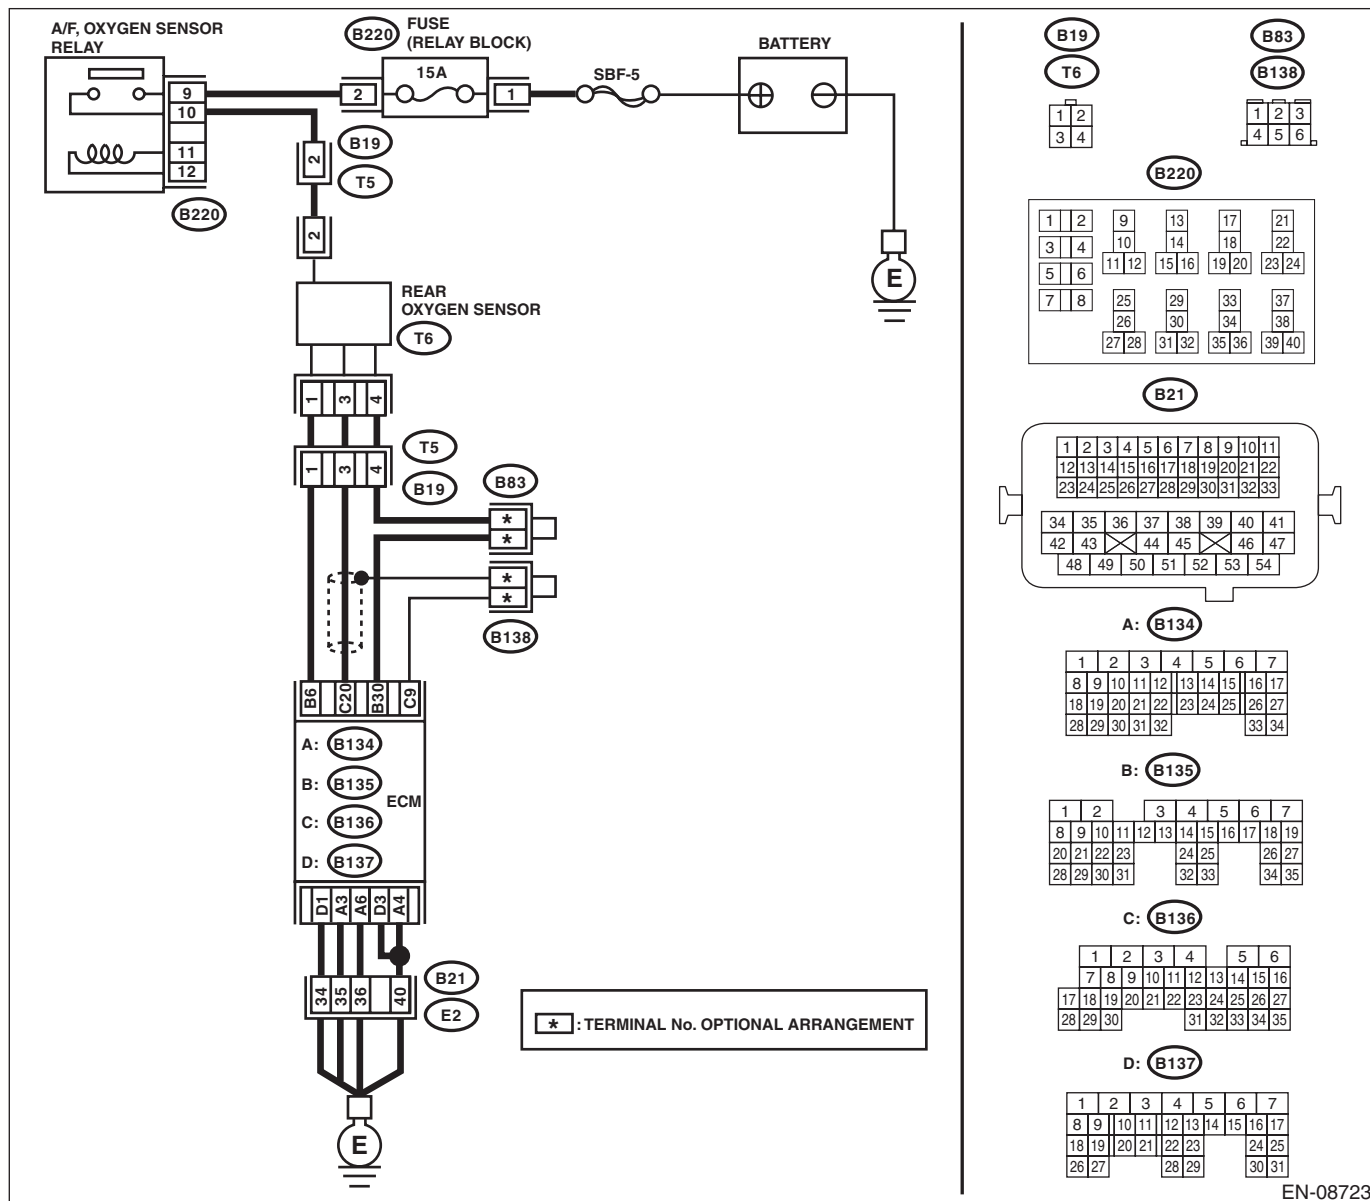 A/F, OXYGEN SENSOR
RELAY
9
10
11
12
B220
B220
FUSE
(RELAY BLOCK)
15A
2
1
SBF-5
BATTERY
E
2
B19
T5
2
REAR
OXYGEN SENSOR
T6
1 3 4
T5
1 3 4
B19
B83
*
*
*
*
B138
B6 C20 B30 C9
A: B134
B: B135
ECM
C: B136
D: B137
D1 A3 A6 D3 A4
34 35 36 40
B21
E2
E
* : TERMINAL No. OPTIONAL ARRANGEMENT
B19
T6
1 2
3 4
B83
B138
1 2 3
4 5 6
B220
1 2 9 13 17 21
3 4 10 14 18 22
5 6 11 12 15 16 19 20 23 24
7 8 25 29 33 37
26 30 34 38
27 28 31 32 35 36 39 40
B21
1 2 3 4 5 6 7 8 9 10 11
12 13 14 15 16 17 18 19 20 21 22
23 24 25 26 27 28 29 30 31 32 33
34 35 36 37 38 39 40 41
42 43 44 45 46 47
48 49 50 51 52 53 54
A: B134
1 2 3 4 5 6 7
8 9 10 11 12 13 14 15 16 17
18 19 20 21 22 23 24 25 26 27
28 29 30 31 32 33 34
B: B135
1 2 3 4 5 6 7
8 9 10 11 12 13 14 15 16 17 18 19
20 21 22 23 24 25 26 27
28 29 30 31 32 33 34 35
C: B136
1 2 3 4 5 6
7 8 9 10 11 12 13 14 15 16
17 18 19 20 21 22 23 24 25 26 27
28 29 30 31 32 33 34 35
D: B137
1 2 3 4 5 6 7
8 9 10 11 12 13 14 15 16 17
18 19 20 21 22 23 24 25
26 27 28 29 30 31
EN-08723